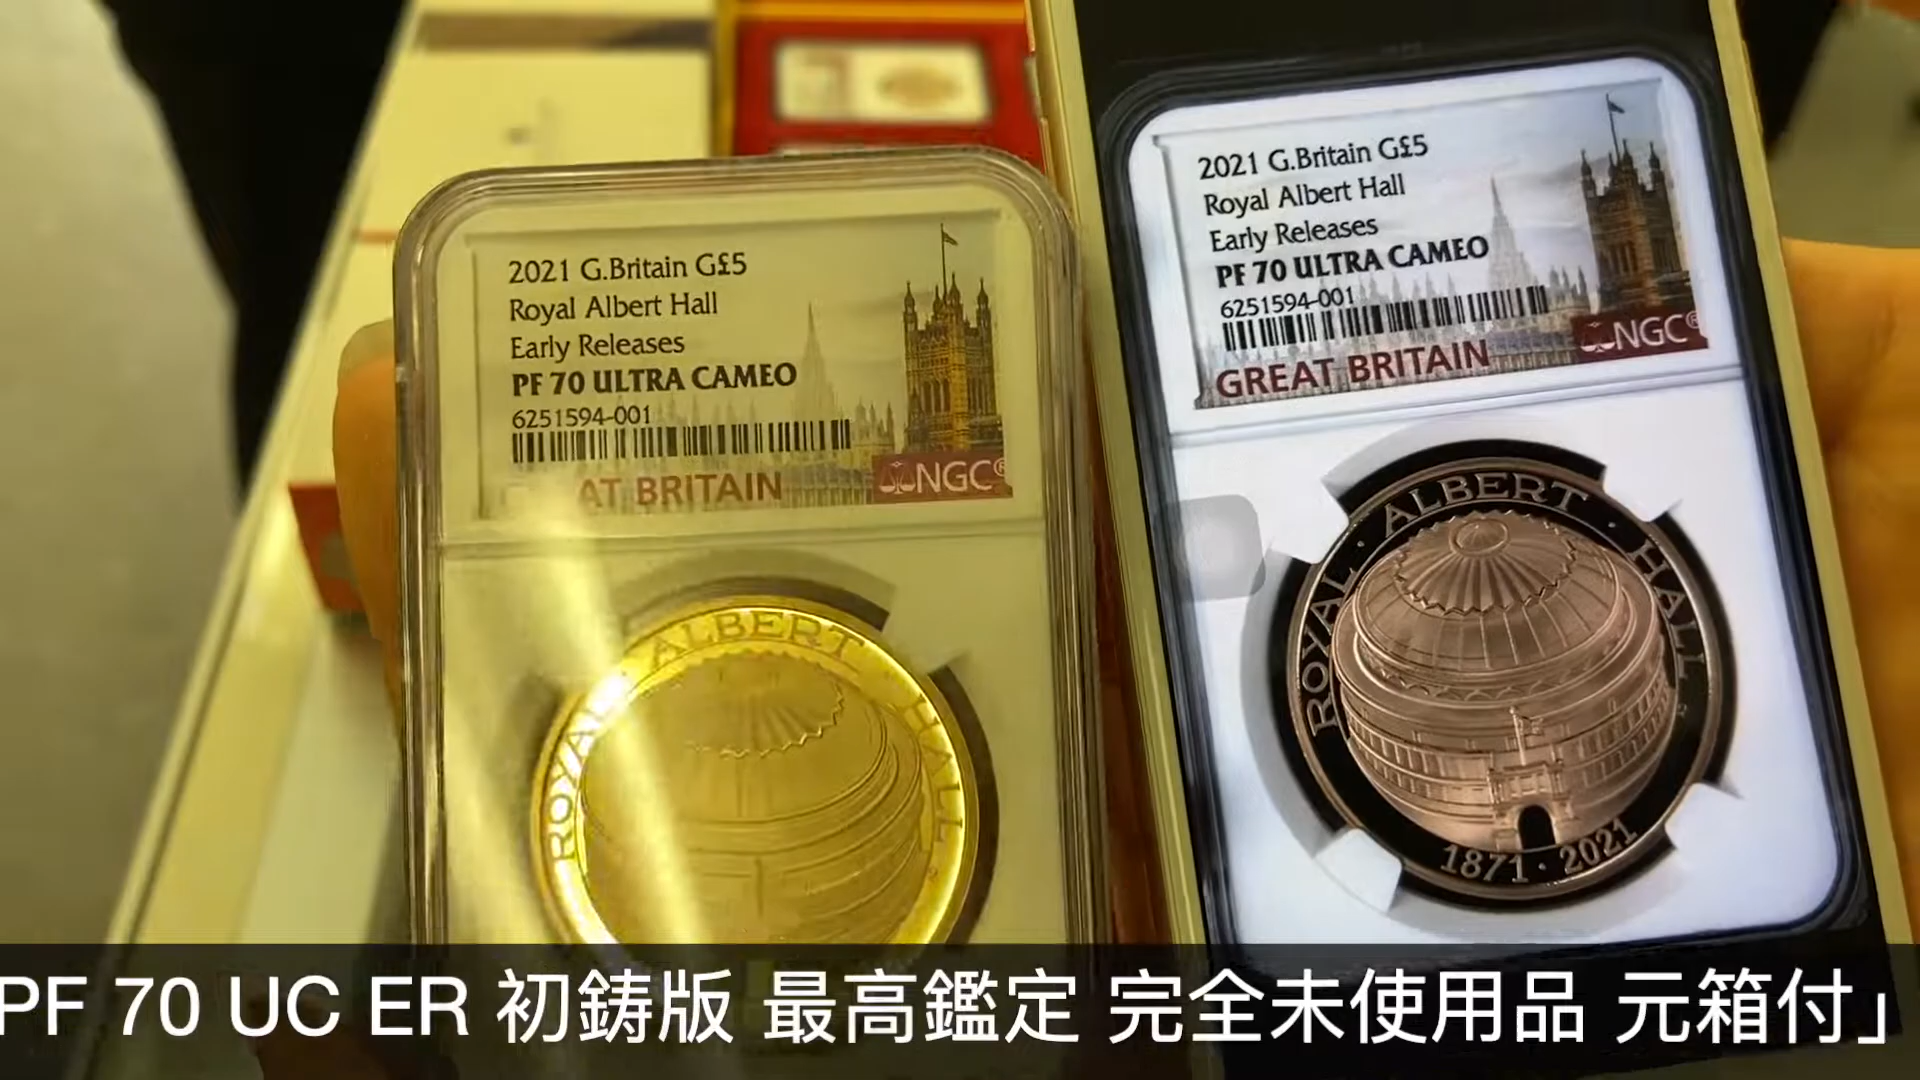 2021 G.Britain G£5
Royal Albert Hall
Early Releases
PF 70 ULTRA CAMEO
6251594-001
AT BRITAIN
NGC®
ROYAL ALBERT HALL
2021 G.Britain G£5
Royal Albert Hall
Early Releases
PF 70 ULTRA CAMEO
6251594-001
GREAT BRITAIN
NGC®
ROYAL · ALBERT · HALL
1871 · 2021
PF 70 UC ER 初鋳版 最高鑑定 完全未使用品 元箱付」